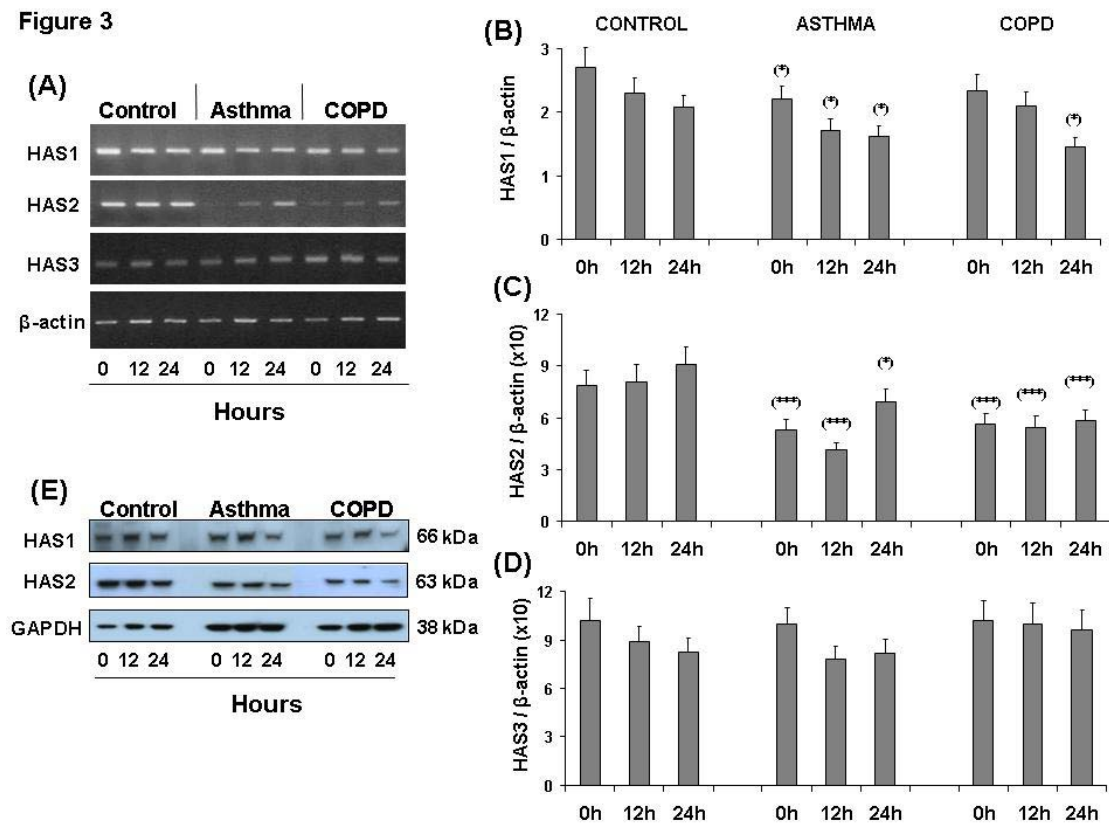 Figure 3
(A)
Control Asthma COPD
HAS1
HAS2
HAS3
β-actin
0 12 24 0 12 24 0 12 24
Hours
(E)
Control Asthma COPD
HAS1 66 kDa
HAS2 63 kDa
GAPDH 38 kDa
0 12 24 0 12 24 0 12 24
Hours
(B)
CONTROL ASTHMA COPD
HAS1 / β-actin
3
2
1
0
(*) (*) (*) (*)
0h 12h 24h 0h 12h 24h 0h 12h 24h
(C)
HAS2 / β-actin (x10)
12
9
6
3
0
(***) (***) (*) (***) (***) (***)
0h 12h 24h 0h 12h 24h 0h 12h 24h
(D)
HAS3 / β-actin (x10)
12
9
6
3
0
0h 12h 24h 0h 12h 24h 0h 12h 24h